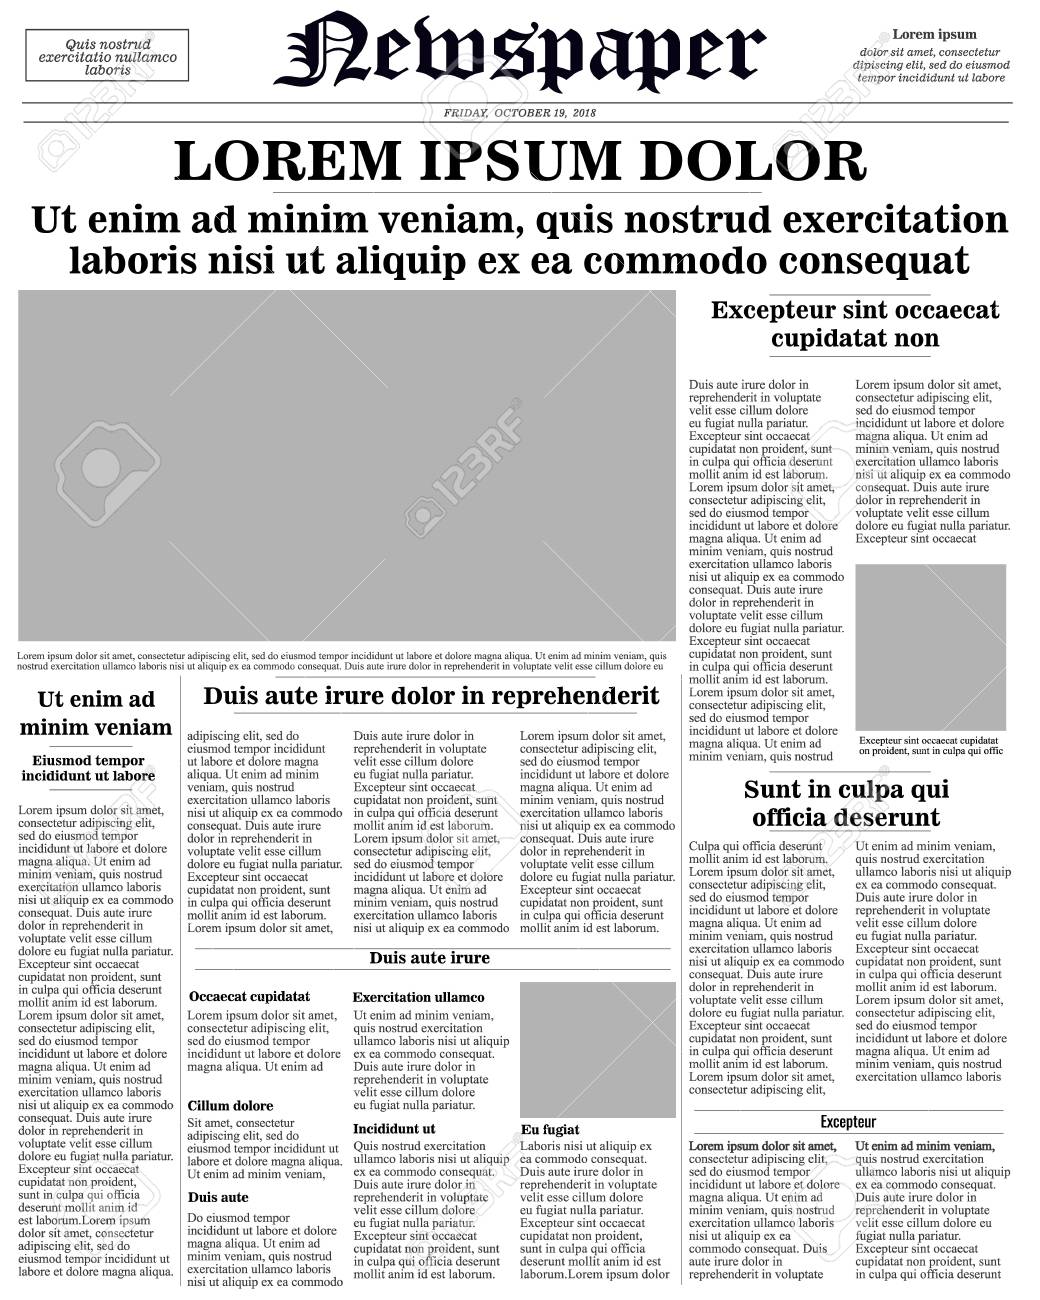 Quis nostrud
exercitatio nullamco
laboris
Newspaper
Lorem ipsum
dolor sit amet, consectetur
dipiscing elit, sed do eiusmod
tempor incididunt ut labore
FRIDAY, OCTOBER 19, 2018
LOREM IPSUM DOLOR
Ut enim ad minim veniam, quis nostrud exercitation
laboris nisi ut aliquip ex ea commodo consequat
Lorem ipsum dolor sit amet, consectetur adipiscing elit, sed do eiusmod tempor incididunt ut labore et dolore magna aliqua. Ut enim ad minim veniam, quis
nostrud exercitation ullamco laboris nisi ut aliquip ex ea commodo consequat. Duis aute irure dolor in reprehenderit in voluptate velit esse cillum dolore eu
Ut enim ad
minim veniam
Eiusmod tempor
incididunt ut labore
Lorem ipsum dolor sit amet,
consectetur adipiscing elit,
sed do eiusmod tempor
incididunt ut labore et dolore
magna aliqua. Ut enim ad
minim veniam, quis nostrud
exercitation ullamco laboris
nisi ut aliquip ex ea commodo
consequat. Duis aute irure
dolor in reprehenderit in
voluptate velit esse cillum
dolore eu fugiat nulla pariatur.
Excepteur sint occaecat
cupidatat non proident, sunt
in culpa qui officia deserunt
mollit anim id est laborum.
Lorem ipsum dolor sit amet,
consectetur adipiscing elit,
sed do eiusmod tempor
incididunt ut labore et dolore
magna aliqua. Ut enim ad
minim veniam, quis nostrud
exercitation ullamco laboris
nisi ut aliquip ex ea commodo
consequat. Duis aute irure
dolor in reprehenderit in
voluptate velit esse cillum
dolore eu fugiat nulla pariatur.
Excepteur sint occaecat
cupidatat non proident,
sunt in culpa qui officia
deserunt mollit anim id
est laborum.Lorem ipsum
dolor sit amet, consectetur
adipiscing elit, sed do
eiusmod tempor incididunt ut
labore et dolore magna aliqua.
Duis aute irure dolor in reprehenderit
adipiscing elit, sed do
eiusmod tempor incididunt
ut labore et dolore magna
aliqua. Ut enim ad minim
veniam, quis nostrud
exercitation ullamco laboris
nisi ut aliquip ex ea commodo
consequat. Duis aute irure
dolor in reprehenderit in
voluptate velit esse cillum
dolore eu fugiat nulla pariatur.
Excepteur sint occaecat
cupidatat non proident, sunt
in culpa qui officia deserunt
mollit anim id est laborum.
Lorem ipsum dolor sit amet,
Duis aute irure dolor in
reprehenderit in voluptate
velit esse cillum dolore
eu fugiat nulla pariatur.
Excepteur sint occaecat
cupidatat non proident, sunt
in culpa qui officia deserunt
mollit anim id est laborum.
Lorem ipsum dolor sit amet,
consectetur adipiscing elit,
sed do eiusmod tempor
incididunt ut labore et dolore
magna aliqua. Ut enim ad
minim veniam, quis nostrud
exercitation ullamco laboris
nisi ut aliquip ex ea commodo
Lorem ipsum dolor sit amet,
consectetur adipiscing elit,
sed do eiusmod tempor
incididunt ut labore et dolore
magna aliqua. Ut enim ad
minim veniam, quis nostrud
exercitation ullamco laboris
nisi ut aliquip ex ea commodo
consequat. Duis aute irure
dolor in reprehenderit in
voluptate velit esse cillum
dolore eu fugiat nulla pariatur.
Excepteur sint occaecat
cupidatat non proident, sunt
in culpa qui officia deserunt
mollit anim id est laborum.
Duis aute irure
Occaecat cupidatat
Lorem ipsum dolor sit amet,
consectetur adipiscing elit,
sed do eiusmod tempor
incididunt ut labore et dolore
magna aliqua. Ut enim ad
Cillum dolore
Sit amet, consectetur
adipiscing elit, sed do
eiusmod tempor incididunt ut
labore et dolore magna aliqua.
Ut enim ad minim veniam,
Duis aute
Do eiusmod tempor
incididunt ut labore et dolore
magna aliqua. Ut enim ad
minim veniam, quis nostrud
exercitation ullamco laboris
nisi ut aliquip ex ea commodo
Exercitation ullamco
Ut enim ad minim veniam,
quis nostrud exercitation
ullamco laboris nisi ut aliquip
ex ea commodo consequat.
Duis aute irure dolor in
reprehenderit in voluptate
velit esse cillum dolore
eu fugiat nulla pariatur.
Incididunt ut
Quis nostrud exercitation
ullamco laboris nisi ut aliquip
ex ea commodo consequat.
Duis aute irure dolor in
reprehenderit in voluptate
velit esse cillum dolore
eu fugiat nulla pariatur.
Excepteur sint occaecat
cupidatat non proident, sunt
in culpa qui officia deserunt
mollit anim id est laborum.
Eu fugiat
Laboris nisi ut aliquip ex
ea commodo consequat.
Duis aute irure dolor in
reprehenderit in voluptate
velit esse cillum dolore
eu fugiat nulla pariatur.
Excepteur sint occaecat
cupidatat non proident,
sunt in culpa qui officia
deserunt mollit anim id est
laborum.Lorem ipsum dolor
Excepteur sint occaecat
cupidatat non
Duis aute irure dolor in
reprehenderit in voluptate
velit esse cillum dolore
eu fugiat nulla pariatur.
Excepteur sint occaecat
cupidatat non proident, sunt
in culpa qui officia deserunt
mollit anim id est laborum.
Lorem ipsum dolor sit amet,
consectetur adipiscing elit,
sed do eiusmod tempor
incididunt ut labore et dolore
magna aliqua. Ut enim ad
minim veniam, quis nostrud
exercitation ullamco laboris
nisi ut aliquip ex ea commodo
consequat. Duis aute irure
dolor in reprehenderit in
voluptate velit esse cillum
dolore eu fugiat nulla pariatur.
Excepteur sint occaecat
cupidatat non proident, sunt
in culpa qui officia deserunt
mollit anim id est laborum.
Lorem ipsum dolor sit amet,
consectetur adipiscing elit,
sed do eiusmod tempor
incididunt ut labore et dolore
magna aliqua. Ut enim ad
minim veniam, quis nostrud
Lorem ipsum dolor sit amet,
consectetur adipiscing elit,
sed do eiusmod tempor
incididunt ut labore et dolore
magna aliqua. Ut enim ad
minim veniam, quis nostrud
exercitation ullamco laboris
nisi ut aliquip ex ea commodo
consequat. Duis aute irure
dolor in reprehenderit in
voluptate velit esse cillum
dolore eu fugiat nulla pariatur.
Excepteur sint occaecat
Excepteur sint occaecat cupidatat
on proident, sunt in culpa qui offic
Sunt in culpa qui
officia deserunt
Culpa qui officia deserunt
mollit anim id est laborum.
Lorem ipsum dolor sit amet,
consectetur adipiscing elit,
sed do eiusmod tempor
incididunt ut labore et dolore
magna aliqua. Ut enim ad
minim veniam, quis nostrud
exercitation ullamco laboris
nisi ut aliquip ex ea commodo
consequat. Duis aute irure
dolor in reprehenderit in
voluptate velit esse cillum
dolore eu fugiat nulla pariatur.
Excepteur sint occaecat
cupidatat non proident, sunt
in culpa qui officia deserunt
mollit anim id est laborum.
Lorem ipsum dolor sit amet,
consectetur adipiscing elit,
Ut enim ad minim veniam,
quis nostrud exercitation
ullamco laboris nisi ut aliquip
ex ea commodo consequat.
Duis aute irure dolor in
reprehenderit in voluptate
velit esse cillum dolore
eu fugiat nulla pariatur.
Excepteur sint occaecat
cupidatat non proident, sunt
in culpa qui officia deserunt
mollit anim id est laborum.
Lorem ipsum dolor sit amet,
consectetur adipiscing elit,
sed do eiusmod tempor
incididunt ut labore et dolore
magna aliqua. Ut enim ad
minim veniam, quis nostrud
exercitation ullamco laboris
Excepteur
Lorem ipsum dolor sit amet,
consectetur adipiscing elit,
sed do eiusmod tempor
incididunt ut labore et dolore
magna aliqua. Ut enim ad
minim veniam, quis nostrud
exercitation ullamco laboris
nisi ut aliquip ex ea
commodo consequat. Duis
aute irure dolor in
reprehenderit in voluptate
Ut enim ad minim veniam,
quis nostrud exercitation
ullamco laboris nisi ut aliquip
ex ea commodo consequat.
Duis aute irure dolor in
reprehenderit in voluptate
velit esse cillum dolore eu
fugiat nulla pariatur.
Excepteur sint occaecat
cupidatat non proident, sunt
in culpa qui officia deserunt
123RF